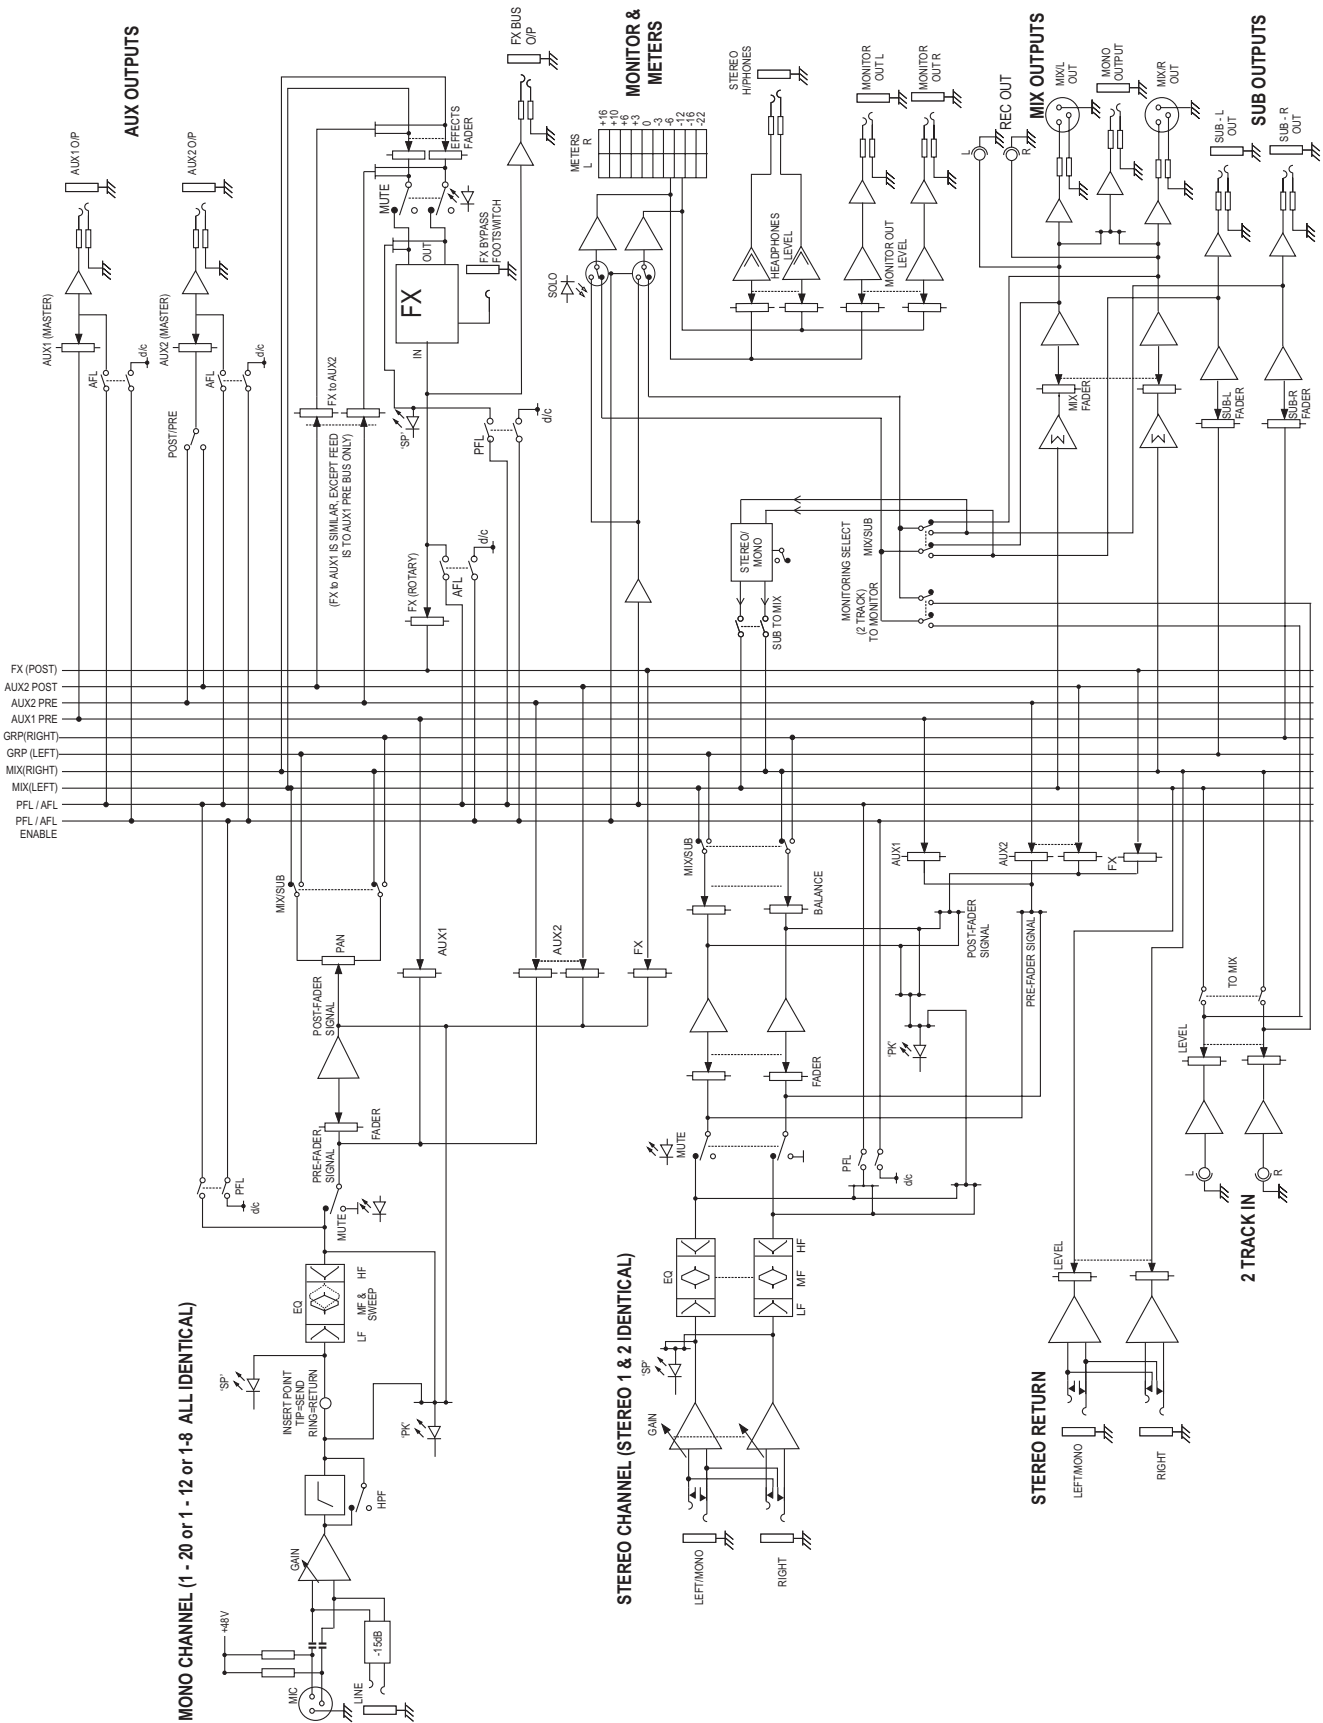 AUX OUTPUTS
AUX1 O/P
AUX2 O/P
AUX1 (MASTER)
AUX2 (MASTER)
AFL
d/c
AFL
d/c
POST/PRE
MUTE
EFFECTS
FADER
FX BUS
O/P
OUT
FX BYPASS
FOOTSWITCH
FX
IN
FX to AUX2
(FX to AUX1 IS SIMILAR, EXCEPT FEED
IS TO AUX1 PRE BUS ONLY)
'SP'
PFL
d/c
FX (ROTARY)
AFL
d/c
MONITOR &
METERS
METERS
L R
+16
+10
+6
+3
0
-3
-6
-12
-16
-22
SOLO
STEREO
H/PHONES
HEADPHONES
LEVEL
MONITOR
OUT L
MONITOR
OUT R
MONITOR OUT
LEVEL
STEREO/
MONO
SUB TO MIX
MONITORING SELECT
(2 TRACK)
TO MONITOR
MIX/SUB
MIX OUTPUTS
REC OUT
L
R
MIX/L
OUT
MONO
OUTPUT
MIX/R
OUT
MIX
FADER
Σ
Σ
SUB OUTPUTS
SUB - L
OUT
SUB - R
OUT
SUB-L
FADER
SUB-R
FADER
FX (POST)
AUX2 POST
AUX2 PRE
AUX1 PRE
GRP(RIGHT)
GRP (LEFT)
MIX(RIGHT)
MIX(LEFT)
PFL / AFL
PFL / AFL
ENABLE
MONO CHANNEL (1 - 20 or 1 - 12 or 1-8 ALL IDENTICAL)
MIC
+48V
LINE
-15dB
GAIN
HPF
INSERT POINT
TIP=SEND
RING=RETURN
'SP'
'PK'
EQ
LF
MF &
SWEEP
HF
MUTE
PFL
d/c
PRE-FADER
SIGNAL
FADER
POST-FADER
SIGNAL
PAN
MIX/SUB
AUX1
AUX2
FX
STEREO CHANNEL (STEREO 1 & 2 IDENTICAL)
LEFT/MONO
RIGHT
GAIN
'SP'
EQ
LF
MF
HF
MUTE
PFL
d/c
FADER
'PK'
BALANCE
MIX/SUB
POST-FADER
SIGNAL
PRE-FADER SIGNAL
AUX1
AUX2
FX
STEREO RETURN
LEFT/MONO
RIGHT
LEVEL
2 TRACK IN
L
R
LEVEL
TO MIX